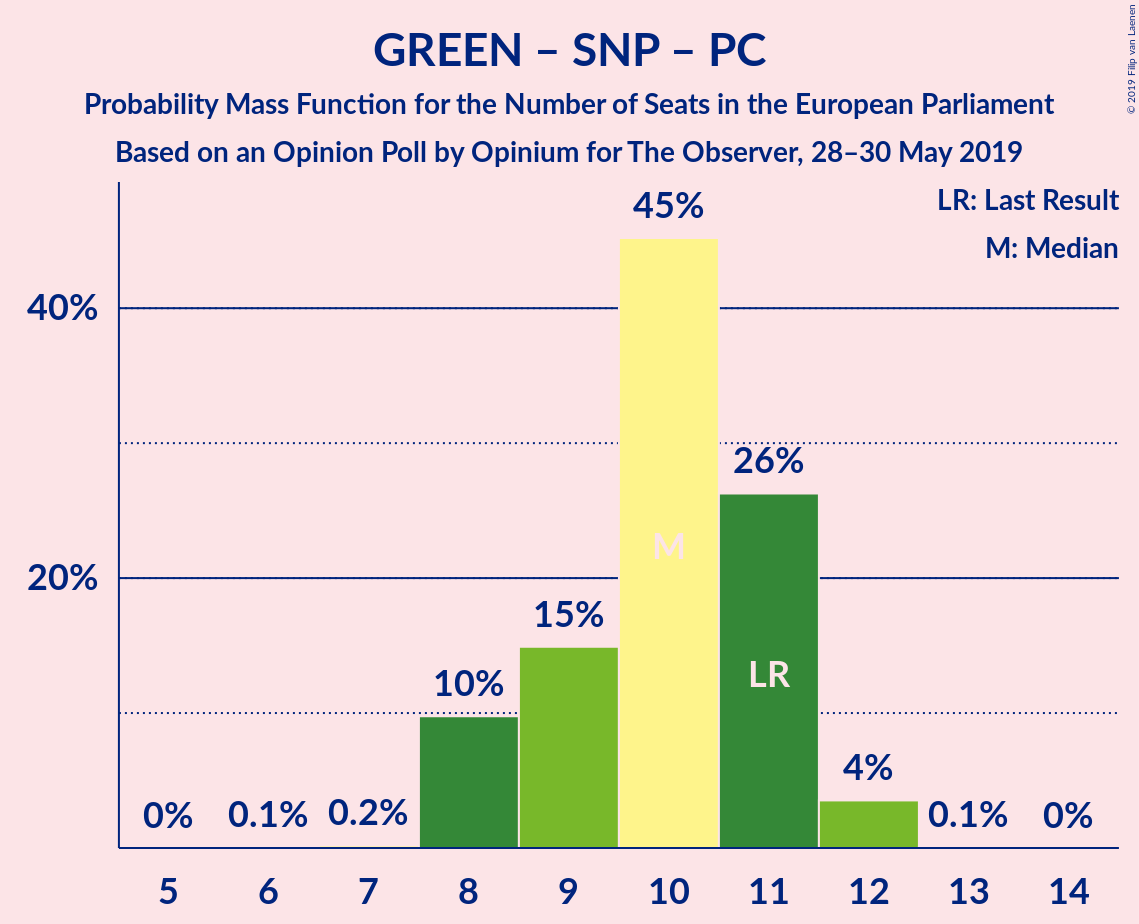 GREEN – SNP – PC
Probability Mass Function for the Number of Seats in the European Parliament
Based on an Opinion Poll by Opinium for The Observer, 28–30 May 2019
© 2019 Filip van Laenen
LR: Last Result
M: Median
40%
20%
0%
0.1%
0.2%
10%
15%
45%
M
26%
LR
4%
0.1%
0%
5 6 7 8 9 10 11 12 13 14